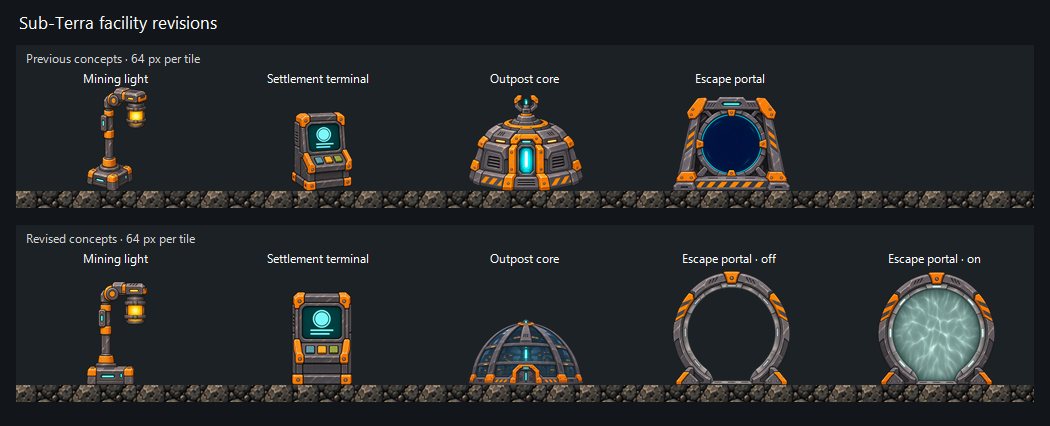 Sub-Terra facility revisions
Previous concepts · 64 px per tile
Mining light
Settlement terminal
Outpost core
Escape portal
Revised concepts · 64 px per tile
Mining light
Settlement terminal
Outpost core
Escape portal · off
Escape portal · on